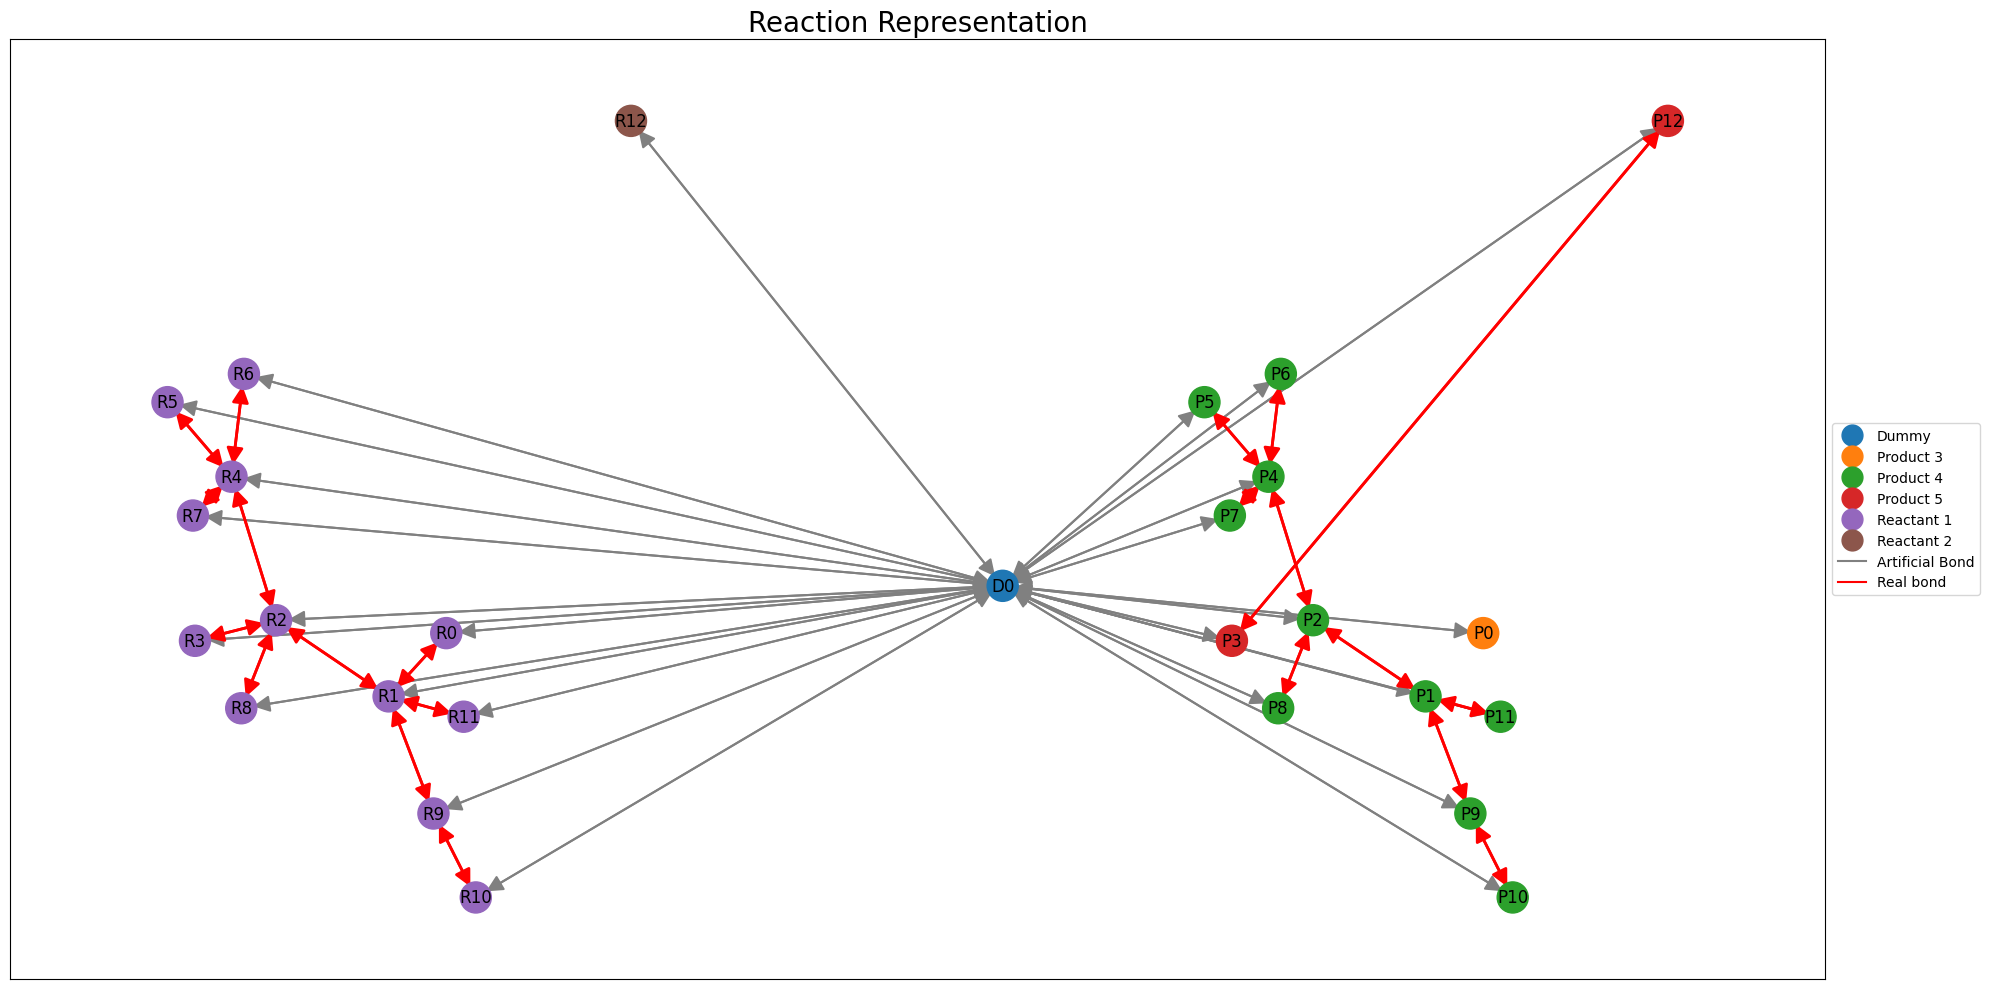 Reaction Representation
R12
P12
R6
P6
R5
P5
R4
P4
R7
P7
D0
R2
P2
R0
P0
R3
P3
R1
P1
R8
P8
R11
P11
R9
P9
R10
P10
Dummy
Product 3
Product 4
Product 5
Reactant 1
Reactant 2
Artificial Bond
Real bond